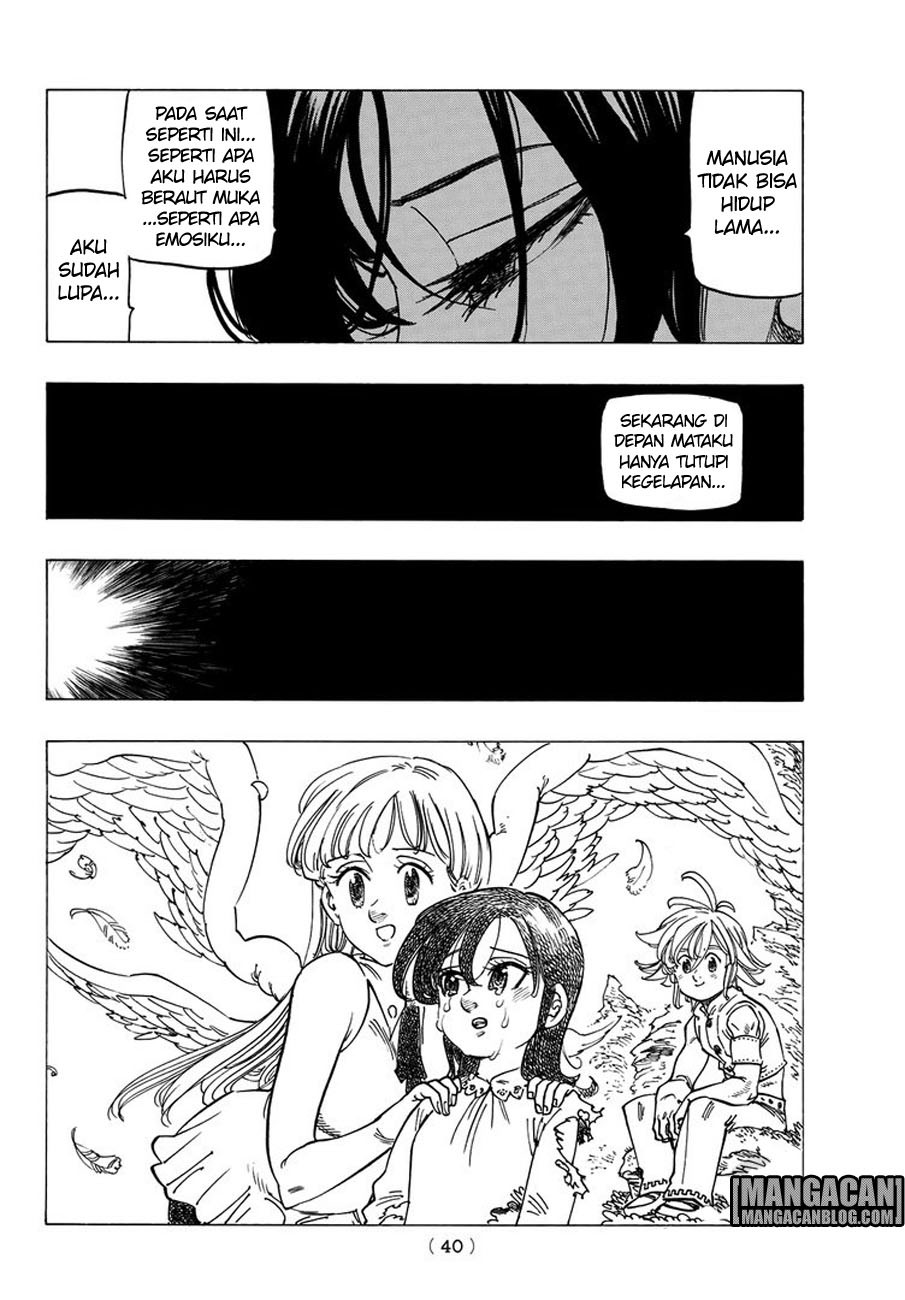 MANUSIA
TIDAK BISA
HIDUP
LAMA...
PADA SAAT
SEPERTI INI...
SEPERTI APA
AKU HARUS
BERAUT MUKA
...SEPERTI APA
EMOSIKU...
AKU
SUDAH
LUPA...
SEKARANG DI
DEPAN MATAKU
HANYA TUTUPI
KEGELAPAN...
MANGACAN
MANGACANBLOG.COM
(40)